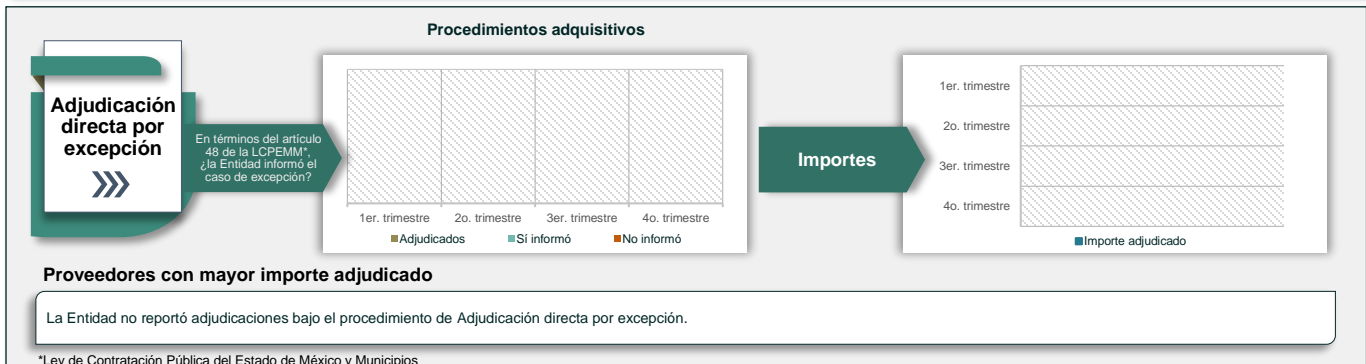 Procedimientos adquisitivos
Adjudicación
directa por
excepción
En términos del artículo
48 de la LCPEMM*,
¿la Entidad informó el
caso de excepción?
1er. trimestre
2o. trimestre
3er. trimestre
4o. trimestre
Adjudicados
Sí informó
No informó
Importes
1er. trimestre
2o. trimestre
3er. trimestre
4o. trimestre
Importe adjudicado
Proveedores con mayor importe adjudicado
La Entidad no reportó adjudicaciones bajo el procedimiento de Adjudicación directa por excepción.
*Ley de Contratación Pública del Estado de México y Municipios